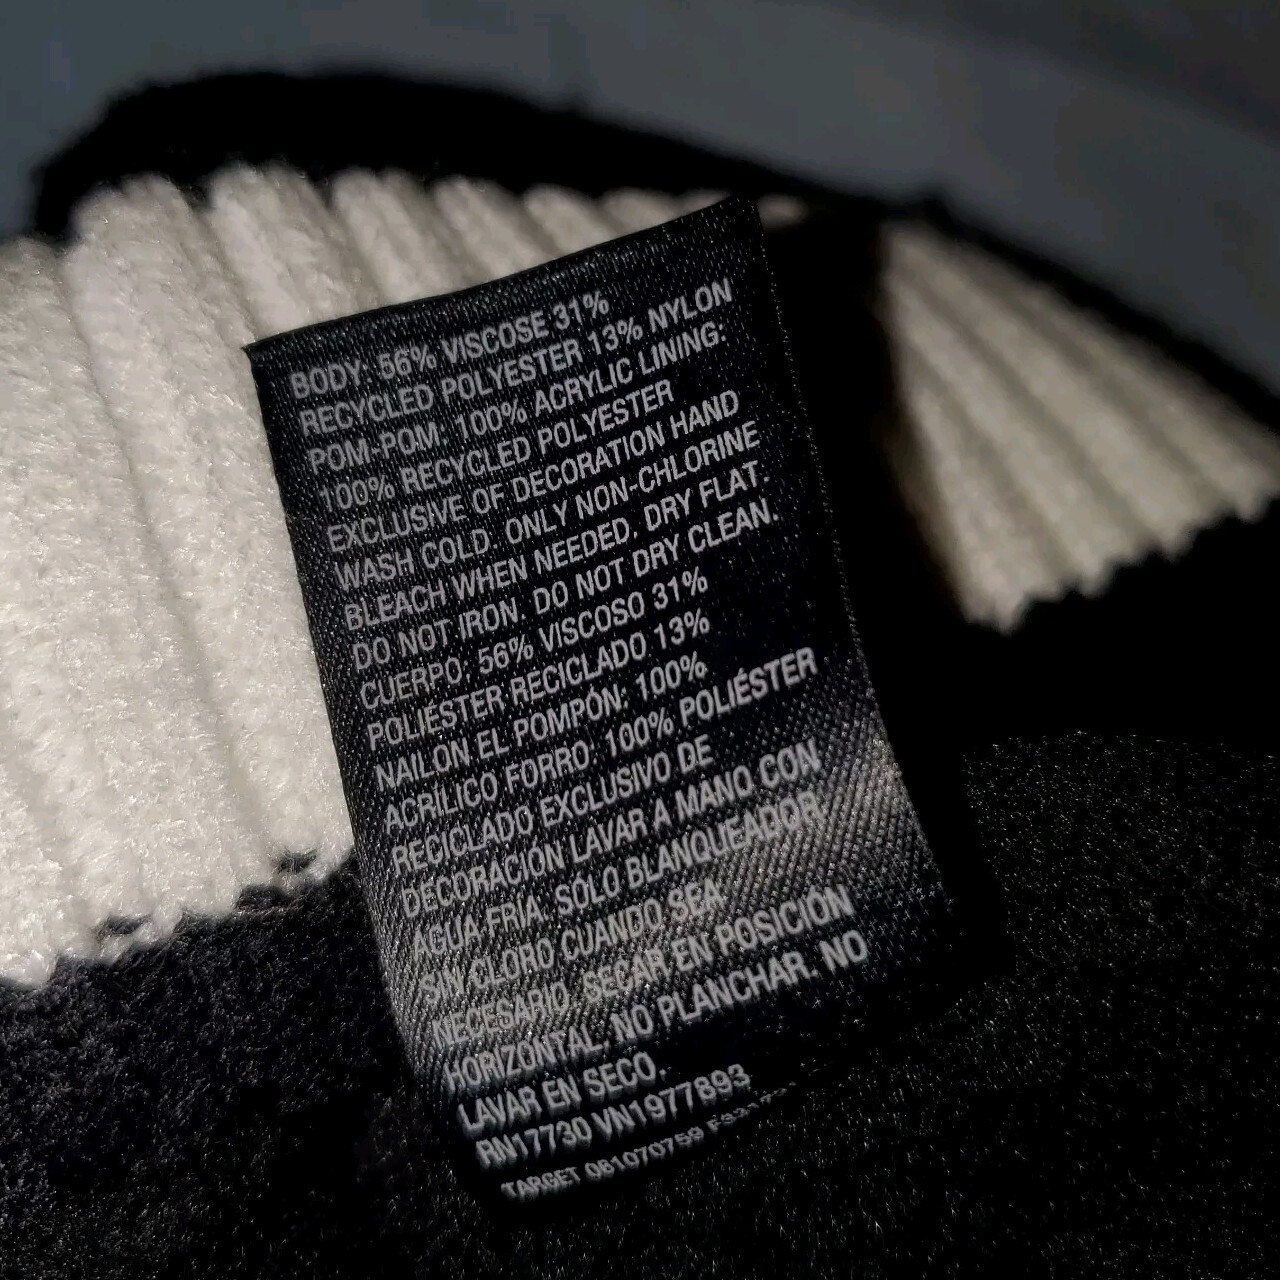 BODY: 56% VISCOSE 31%
RECYCLED POLYESTER 13% NYLON
POM-POM: 100% ACRYLIC LINING:
100% RECYCLED POLYESTER
EXCLUSIVE OF DECORATION HAND
WASH COLD. ONLY NON-CHLORINE
BLEACH WHEN NEEDED. DRY FLAT.
DO NOT IRON. DO NOT DRY CLEAN.
CUERPO: 56% VISCOSO 31%
POLIÉSTER RECICLADO 13%
NAILON EL POMPÓN: 100%
ACRÍLICO FORRO: 100% POLIÉSTER
RECICLADO EXCLUSIVO DE
DECORACIÓN LAVAR A MANO CON
AGUA FRÍA. SÓLO BLANQUEADOR
SIN CLORO CUANDO SEA
NECESARIO. SECAR EN POSICIÓN
HORIZONTAL. NO PLANCHAR. NO
LAVAR EN SECO.
RN17730 VN1977893
TARGET 081070759